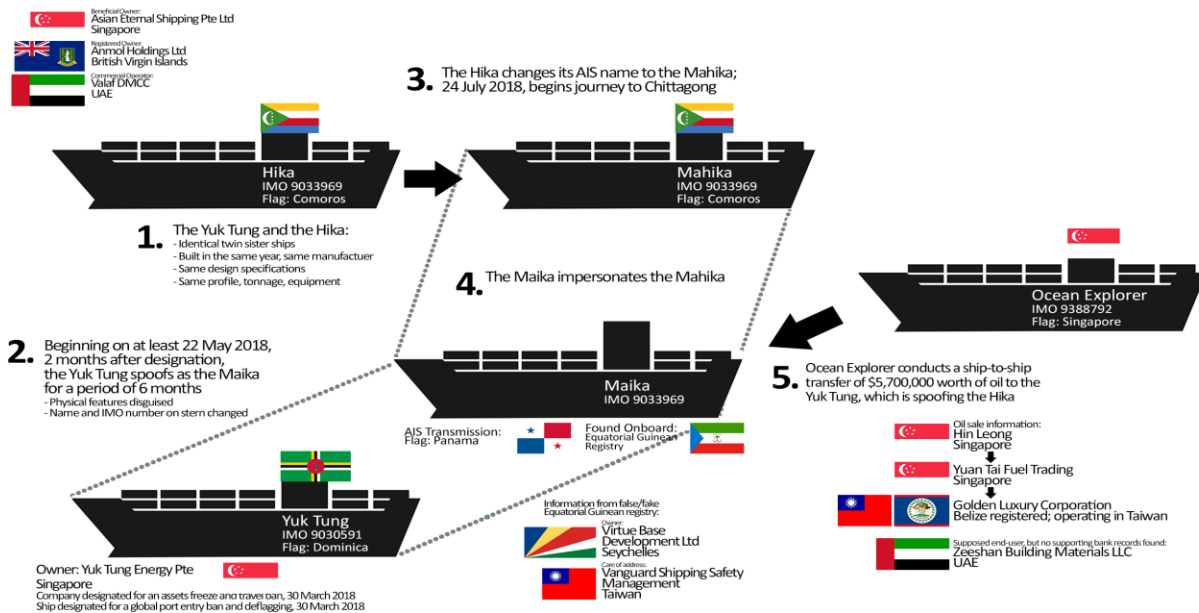 Beneficial Owner:
Asian Eternal Shipping Pte Ltd
Singapore
Registered Owner
Anmol Holdings Ltd
British Virgin Islands
Commercial Operator:
Valaf DMCC
UAE
Hika
IMO 9033969
Flag: Comoros
1. The Yuk Tung and the Hika:
- Identical twin sister ships
- Built in the same year, same manufactuer
- Same design specifications
- Same profile, tonnage, equipment
2. Beginning on at least 22 May 2018,
2 months after designation,
the Yuk Tung spoofs as the Maika
for a period of 6 months
- Physical features disguised
- Name and IMO number on stern changed
Yuk Tung
IMO 9030591
Flag: Dominica
Owner: Yuk Tung Energy Pte
Singapore
Company designated for an assets freeze and travel ban, 30 March 2018
Ship designated for a global port entry ban and deflagging, 30 March 2018
3. The Hika changes its AIS name to the Mahika;
24 July 2018, begins journey to Chittagong
Mahika
IMO 9033969
Flag: Comoros
4. The Maika impersonates the Mahika
Maika
IMO 9033969
AIS Transmission:
Flag: Panama
Found Onboard:
Equatorial Guinean
Registry
Information from false/fake
Equatorial Guinean registry:
Owner:
Virtue Base
Development Ltd
Seychelles
Care of address:
Vanguard Shipping Safety
Management
Taiwan
Ocean Explorer
IMO 9388792
Flag: Singapore
5. Ocean Explorer conducts a ship-to-ship
transfer of $5,700,000 worth of oil to the
Yuk Tung, which is spoofing the Hika
Oil sale information:
Hin Leong
Singapore
Yuan Tai Fuel Trading
Singapore
Golden Luxury Corporation
Belize registered; operating in Taiwan
Supposed end-user, but no supporting bank records found:
Zeeshan Building Materials LLC
UAE